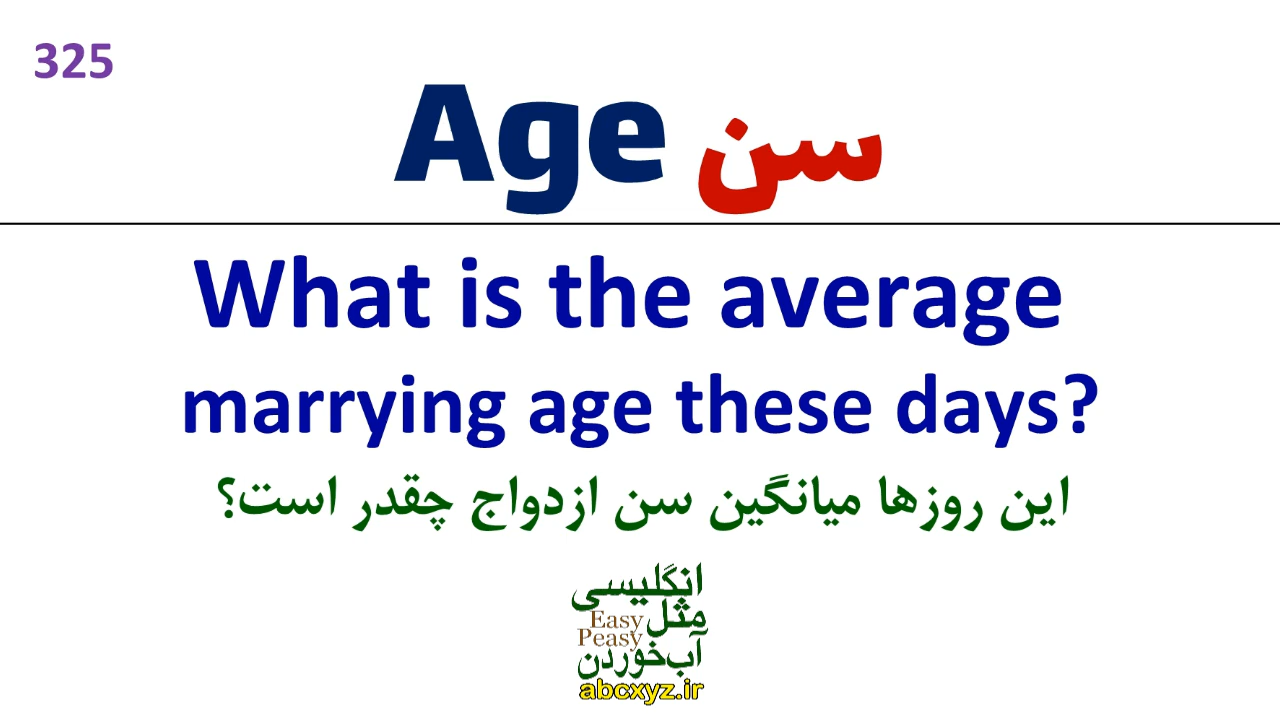 325
Age سن
What is the average
marrying age these days?
این روزها میانگین سن ازدواج چقدر است؟
انگلیسی
مثل Easy
Peasy
آب‌خوردن
abcxyz.ir